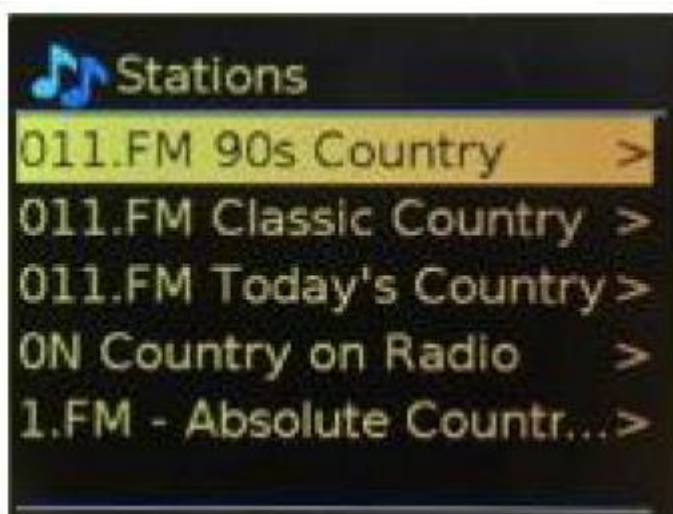 Stations
011.FM 90s Country >
011.FM Classic Country >
011.FM Today's Country >
0N Country on Radio >
1.FM - Absolute Countr... >